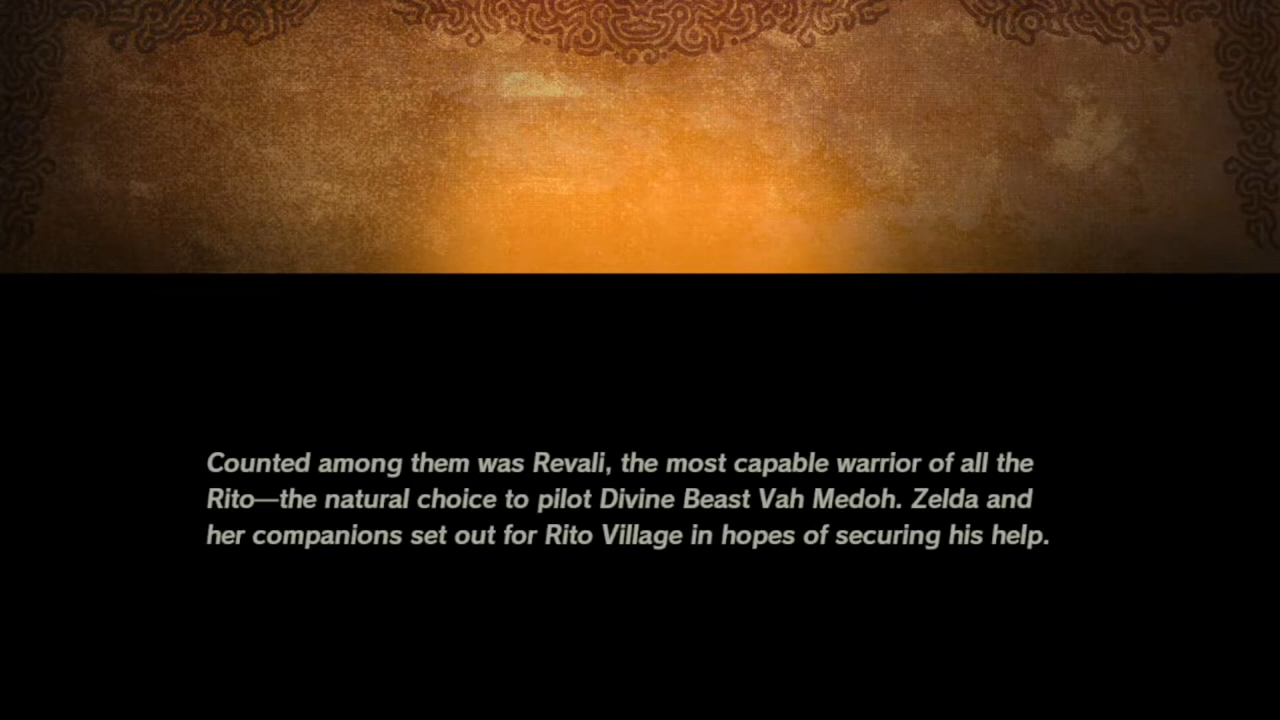 Counted among them was Revali, the most capable warrior of all the
Rito—the natural choice to pilot Divine Beast Vah Medoh. Zelda and
her companions set out for Rito Village in hopes of securing his help.